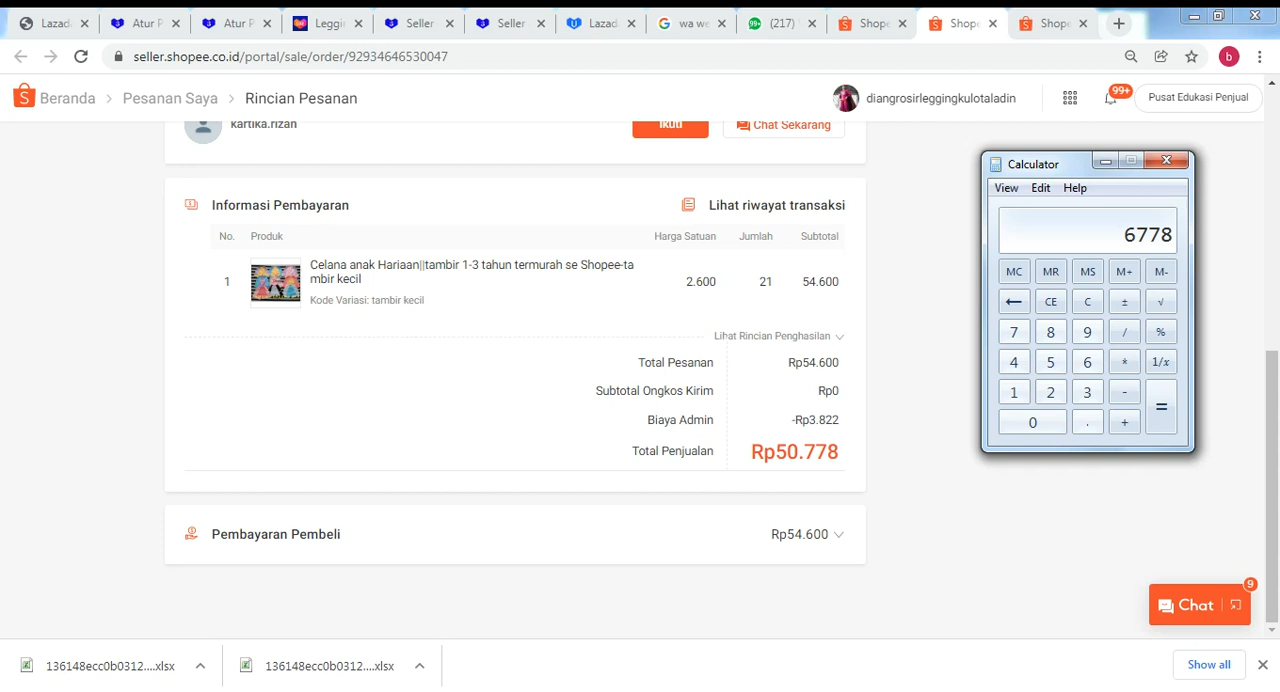 Lazada
Atur P
Atur P
Leggi
Seller
Seller
Lazad
wa we
(217)
Shope
Shope
Shope
seller.shopee.co.id/portal/sale/order/92934646530047
b
Beranda > Pesanan Saya > Rincian Pesanan
diangrosirleggingkulotaladin
99+
Pusat Edukasi Penjual
kartika.rizan
Ikuti
Chat Sekarang
Informasi Pembayaran
Lihat riwayat transaksi
No. Produk Harga Satuan Jumlah Subtotal
1 Celana anak Hariaan||tambir 1-3 tahun termurah se Shopee-ta
mbir kecil
Kode Variasi: tambir kecil
2.600 21 54.600
Lihat Rincian Penghasilan
Total Pesanan Rp54.600
Subtotal Ongkos Kirim Rp0
Biaya Admin -Rp3.822
Total Penjualan Rp50.778
Pembayaran Pembeli Rp54.600
Calculator
View Edit Help
6778
MC MR MS M+ M-
← CE C ± √
7 8 9 / %
4 5 6 * 1/x
1 2 3 - =
0 . +
Chat
9
136148ecc0b0312....xlsx
136148ecc0b0312....xlsx
Show all